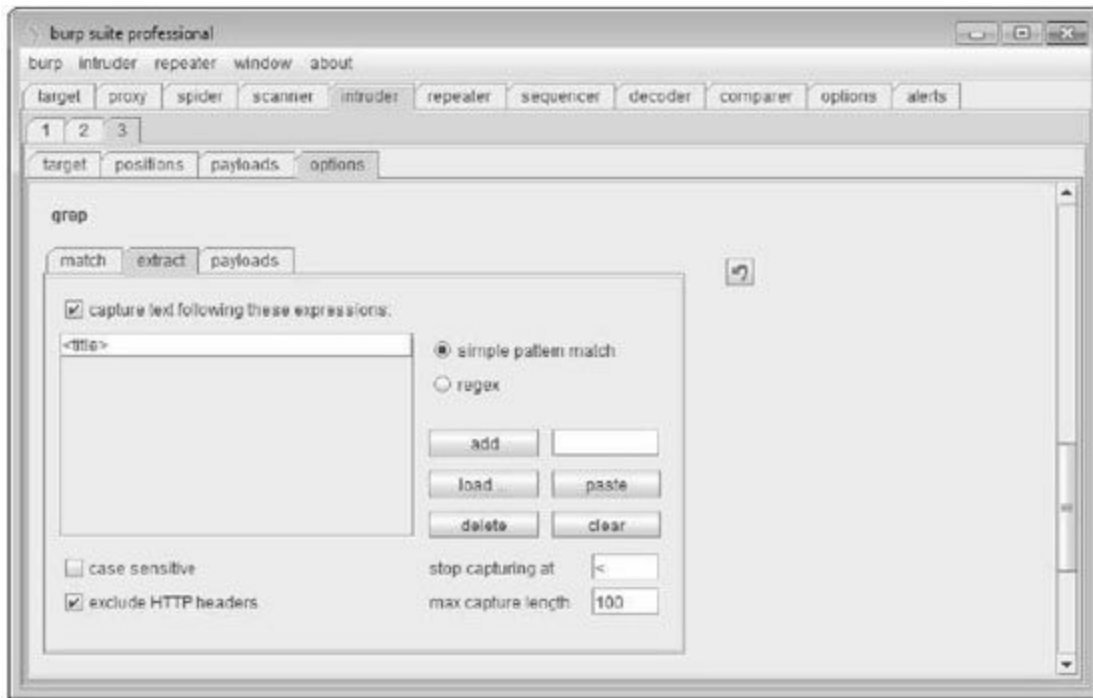 burp suite professional
burp intruder repeater window about
target proxy spider scanner intruder repeater sequencer decoder comparer options alerts
1 2 3
target positions payloads options
grep
match extract payloads
capture text following these expressions:
<title>
simple pattern match
regex
add
load ... paste
delete clear
case sensitive stop capturing at <
exclude HTTP headers max capture length 100